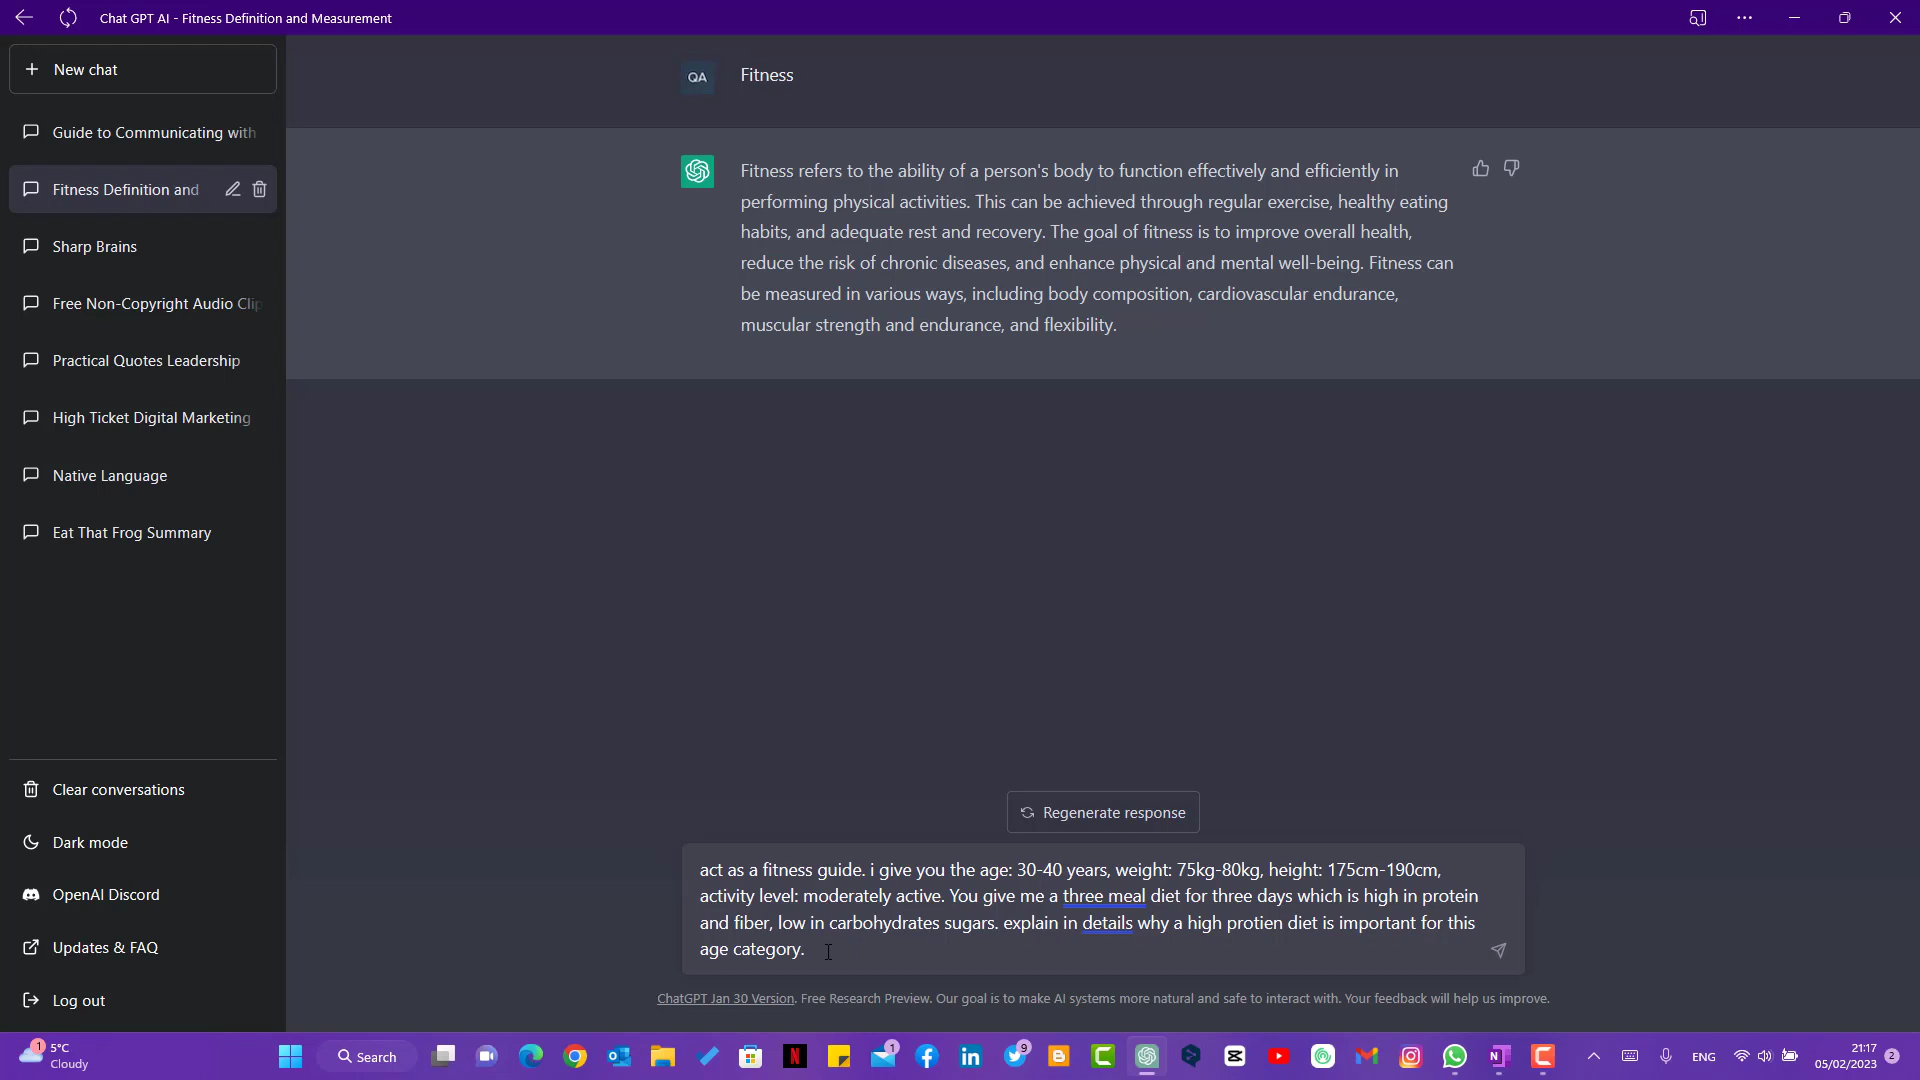 Chat GPT AI - Fitness Definition and Measurement
New chat
Guide to Communicating with
Fitness Definition and
Sharp Brains
Free Non-Copyright Audio Clip
Practical Quotes Leadership
High Ticket Digital Marketing
Native Language
Eat That Frog Summary
Clear conversations
Dark mode
OpenAI Discord
Updates & FAQ
Log out
QA
Fitness
Fitness refers to the ability of a person's body to function effectively and efficiently in
performing physical activities. This can be achieved through regular exercise, healthy eating
habits, and adequate rest and recovery. The goal of fitness is to improve overall health,
reduce the risk of chronic diseases, and enhance physical and mental well-being. Fitness can
be measured in various ways, including body composition, cardiovascular endurance,
muscular strength and endurance, and flexibility.
Regenerate response
act as a fitness guide. i give you the age: 30-40 years, weight: 75kg-80kg, height: 175cm-190cm,
activity level: moderately active. You give me a three meal diet for three days which is high in protein
and fiber, low in carbohydrates sugars. explain in details why a high protien diet is important for this
age category.
ChatGPT Jan 30 Version. Free Research Preview. Our goal is to make AI systems more natural and safe to interact with. Your feedback will help us improve.
1
5°C
Cloudy
Search
1
9
ENG
21:17
05/02/2023
2